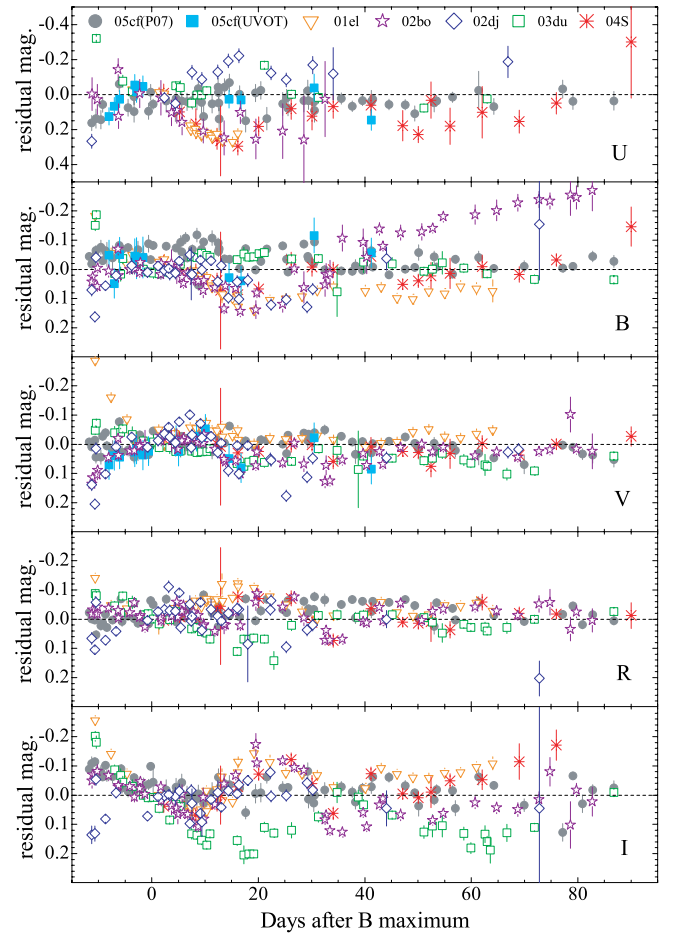 05cf(P07) 05cf(UVOT) 01el 02bo 02dj 03du 04S
-0.4
-0.2
0.0
0.2
0.4
residual mag.
U
-0.2
-0.1
0.0
0.1
0.2
residual mag.
B
-0.2
-0.1
0.0
0.1
0.2
residual mag.
V
-0.2
-0.1
0.0
0.1
0.2
residual mag.
R
-0.2
-0.1
0.0
0.1
0.2
residual mag.
I
0 20 40 60 80
Days after B maximum